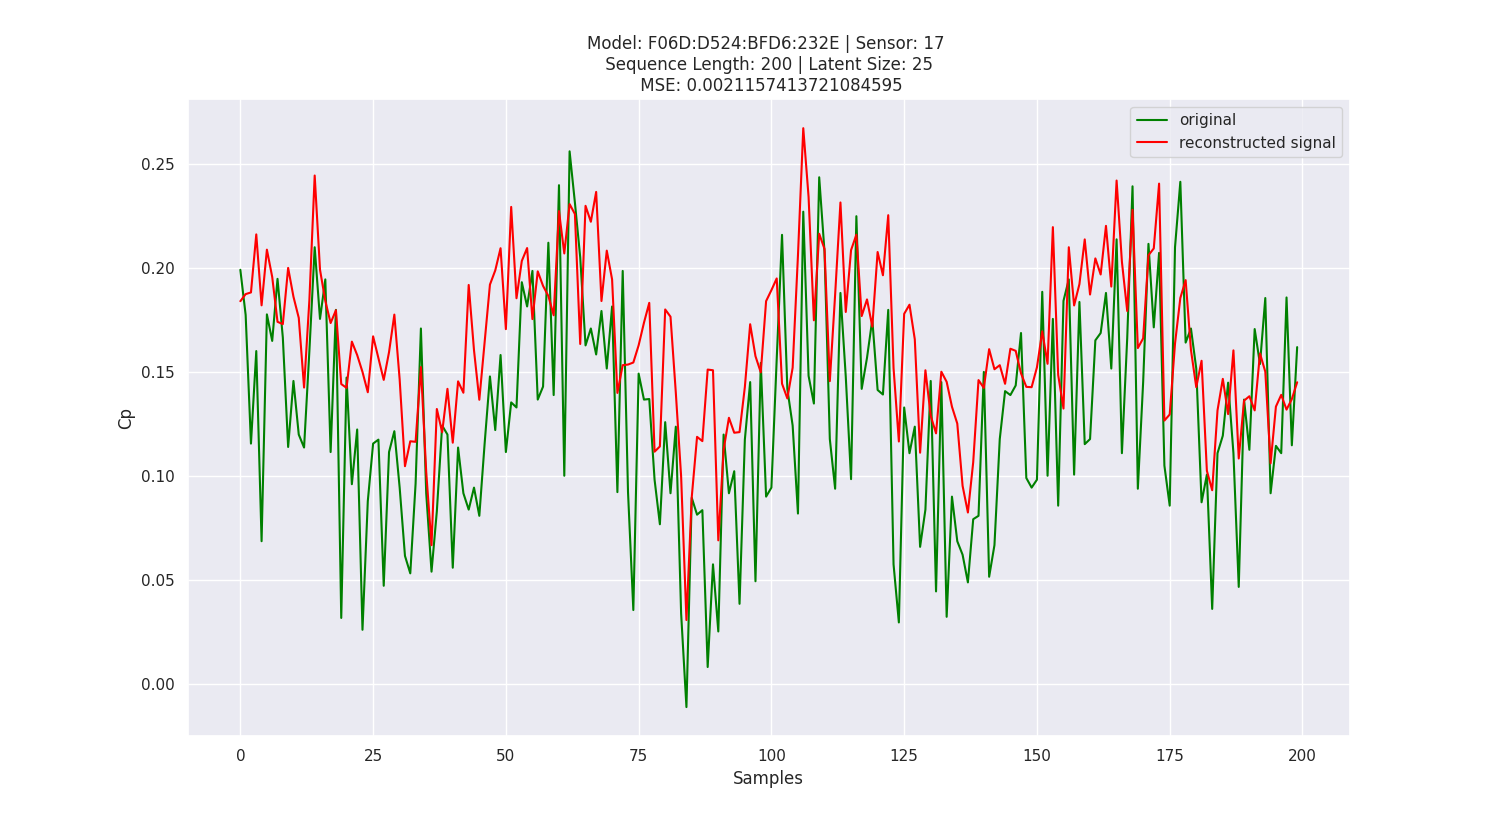 Model: F06D:D524:BFD6:232E | Sensor: 17
Sequence Length: 200 | Latent Size: 25
MSE: 0.0021157413721084595
original
reconstructed signal
0.25
0.20
0.15
0.10
0.05
0.00
Cp
0 25 50 75 100 125 150 175 200
Samples